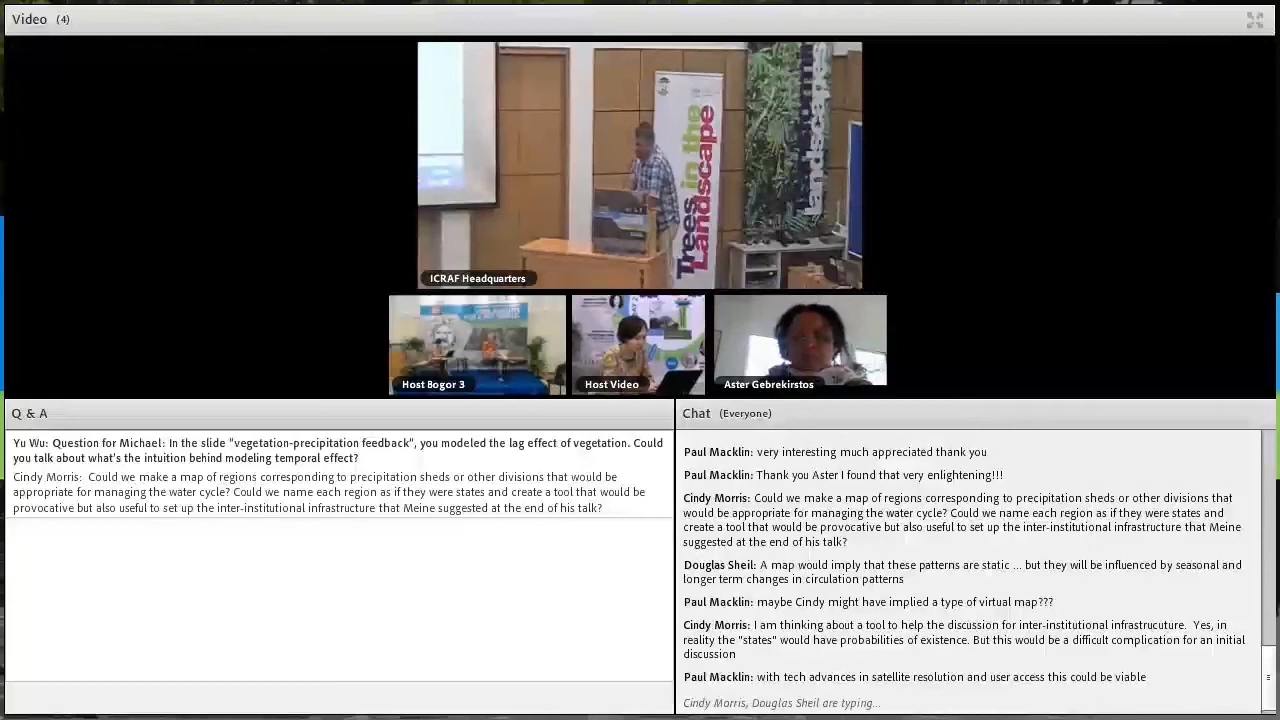 Video (4)
Trees in the
Landscape
Landscapes
ICRAF Headquarters
Host Bogor 3
Host Video
Aster Gebrekirstos
Q & A
Yu Wu: Question for Michael: In the slide "vegetation-precipitation feedback", you modeled the lag effect of vegetation. Could
you talk about what's the intuition behind modeling temporal effect?
Cindy Morris: Could we make a map of regions corresponding to precipitation sheds or other divisions that would be
appropriate for managing the water cycle? Could we name each region as if they were states and create a tool that would be
provocative but also useful to set up the inter-institutional infrastructure that Meine suggested at the end of his talk?
Chat (Everyone)
Paul Macklin: very interesting much appreciated thank you
Paul Macklin: Thank you Aster I found that very enlightening!!!
Cindy Morris: Could we make a map of regions corresponding to precipitation sheds or other divisions that
would be appropriate for managing the water cycle? Could we name each region as if they were states and
create a tool that would be provocative but also useful to set up the inter-institutional infrastructure that Meine
suggested at the end of his talk?
Douglas Sheil: A map would imply that these patterns are static ... but they will be influenced by seasonal and
longer term changes in circulation patterns
Paul Macklin: maybe Cindy might have implied a type of virtual map???
Cindy Morris: I am thinking about a tool to help the discussion for inter-institutional infrastrucuture. Yes, in
reality the "states" would have probabilities of existence. But this would be a difficult complication for an initial
discussion
Paul Macklin: with tech advances in satellite resolution and user access this could be viable
Cindy Morris, Douglas Sheil are typing...